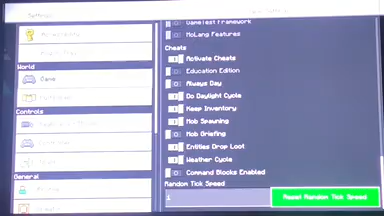 Settings
GameTest Framework
MoLang Features
Cheats
Activate Cheats
Education Edition
Always Day
Do Daylight Cycle
Keep Inventory
Mob Spawning
Mob Griefing
Entities Drop Loot
Weather Cycle
Command Blocks Enabled
Random Tick Speed
1
Reset Random Tick Speed
World
Game
Controls
General